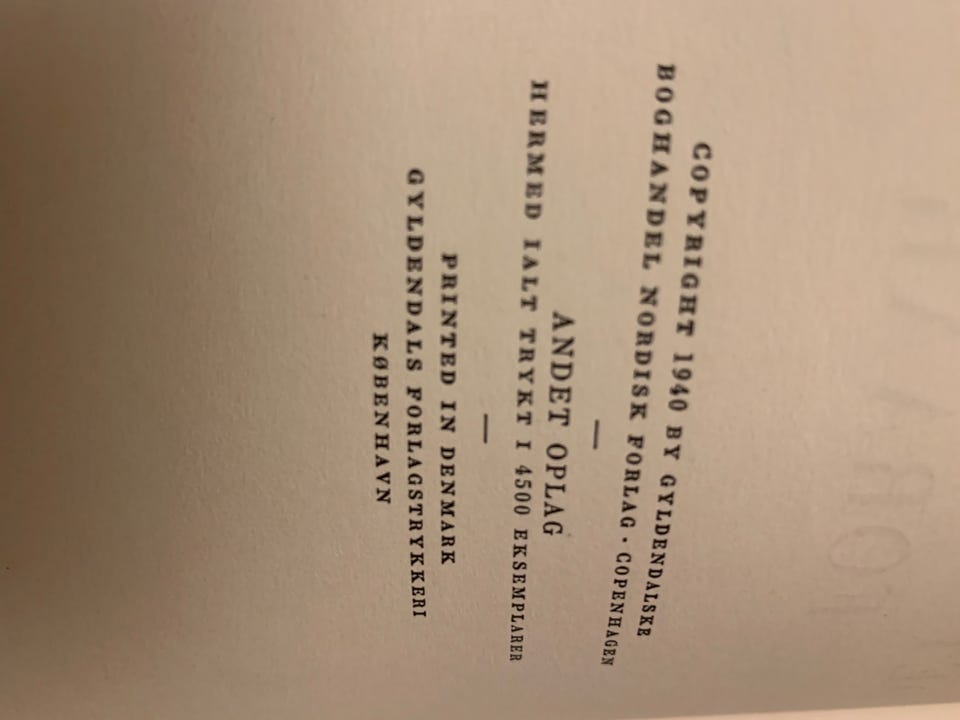 COPYRIGHT 1940 BY GYLDENDALSKE
BOGHANDEL NORDISK FORLAG · COPENHAGEN
—
ANDET OPLAG
HERMED IALT TRYKT I 4500 EKSEMPLARER
—
PRINTED IN DENMARK
GYLDENDALS FORLAGSTRYKKERI
KØBENHAVN